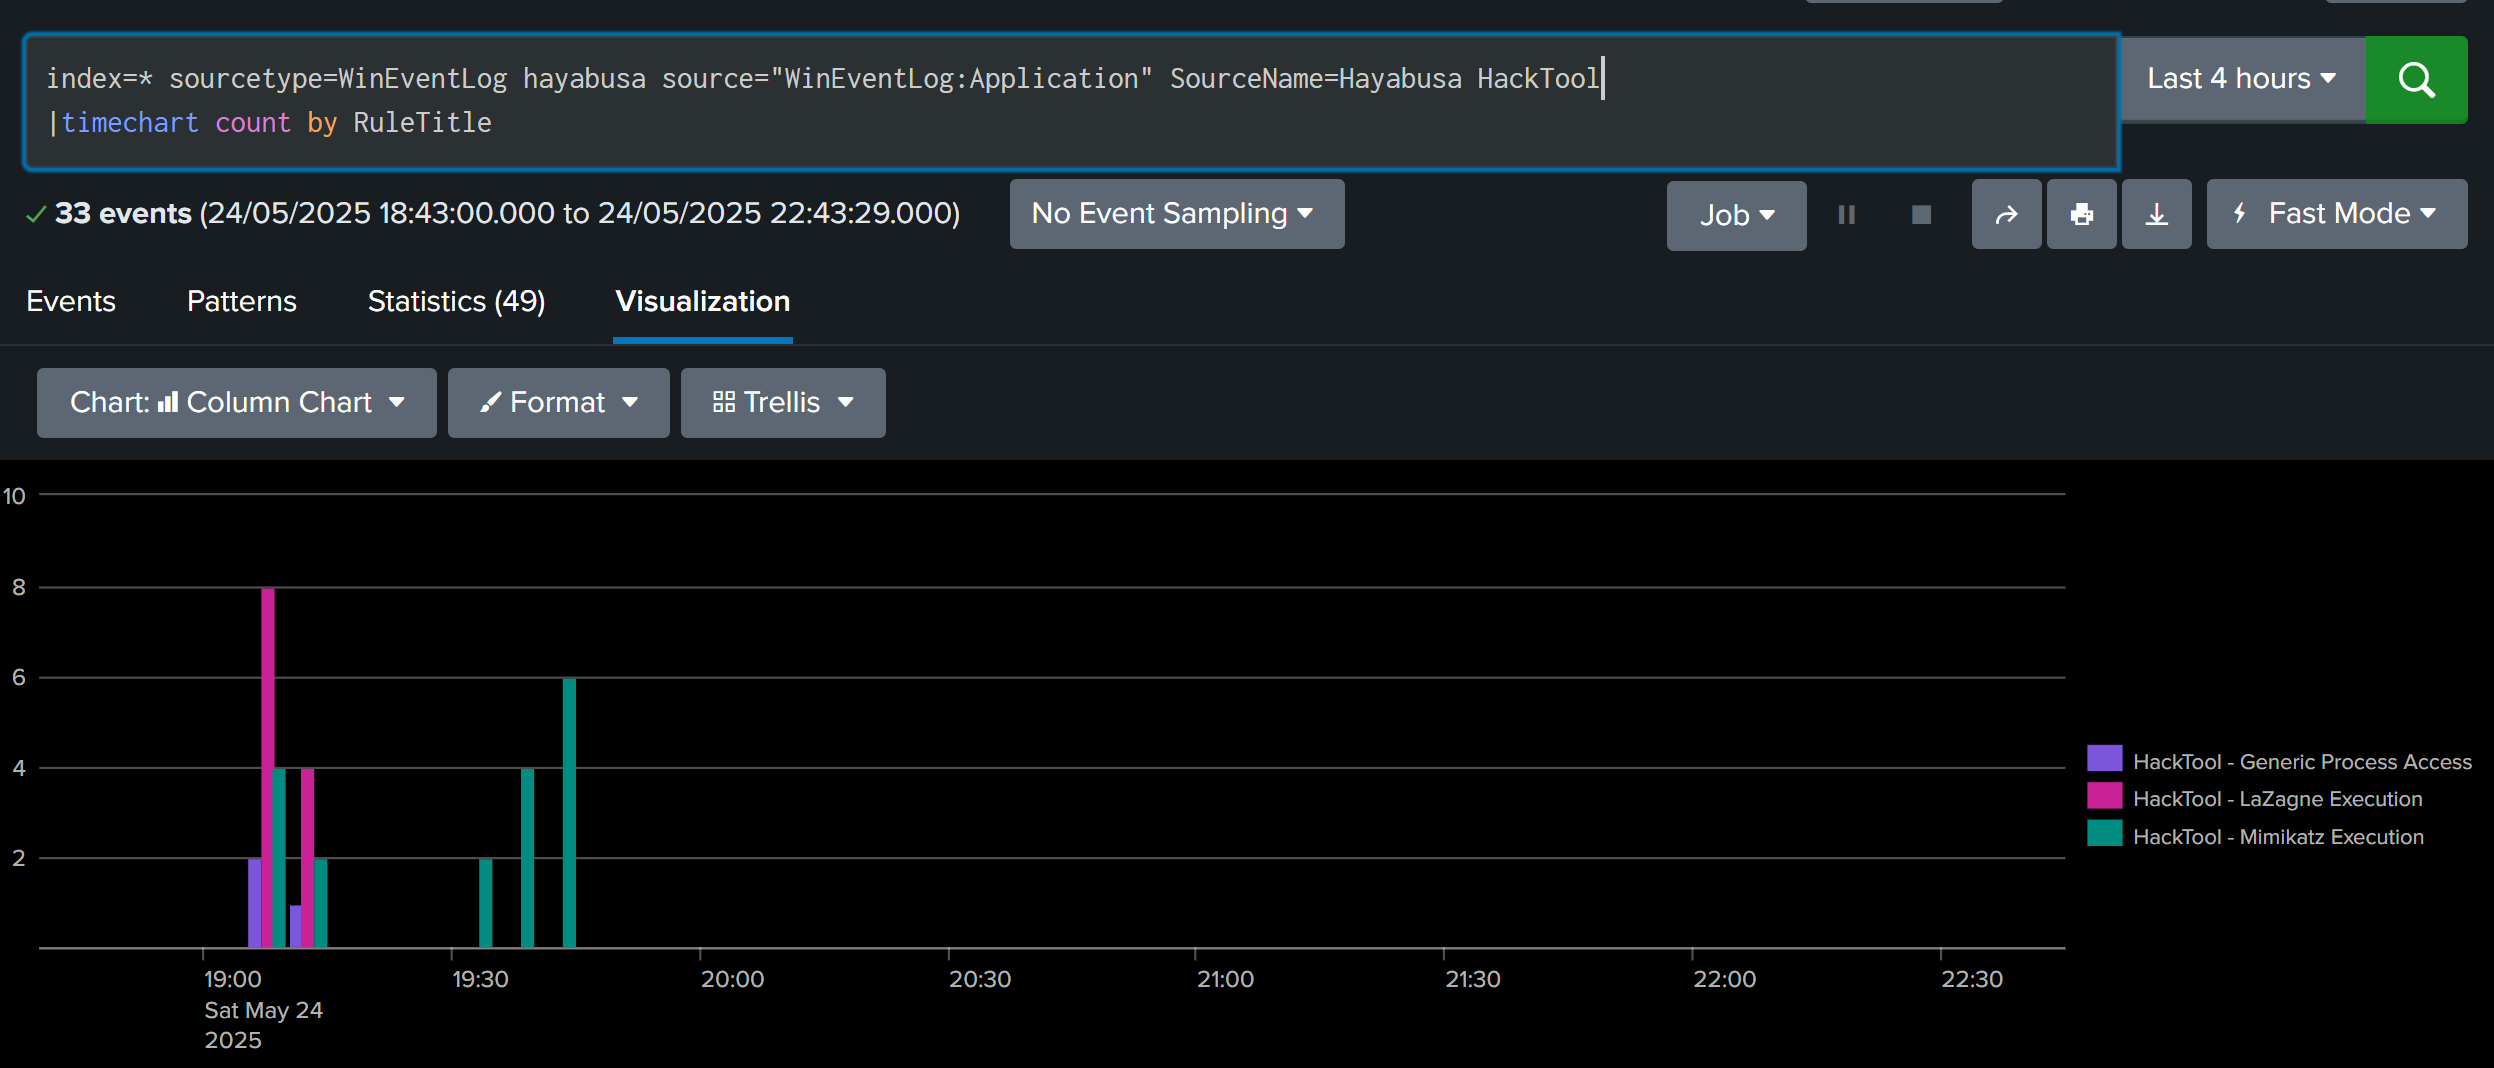 index=* sourcetype=WinEventLog hayabusa source="WinEventLog:Application" SourceName=Hayabusa HackTool
|timechart count by RuleTitle
Last 4 hours
33 events (24/05/2025 18:43:00.000 to 24/05/2025 22:43:29.000)
No Event Sampling
Job
Fast Mode
Events
Patterns
Statistics (49)
Visualization
Chart: Column Chart
Format
Trellis
10
8
6
4
2
HackTool - Generic Process Access
HackTool - LaZagne Execution
HackTool - Mimikatz Execution
19:00
19:30
20:00
20:30
21:00
21:30
22:00
22:30
Sat May 24
2025